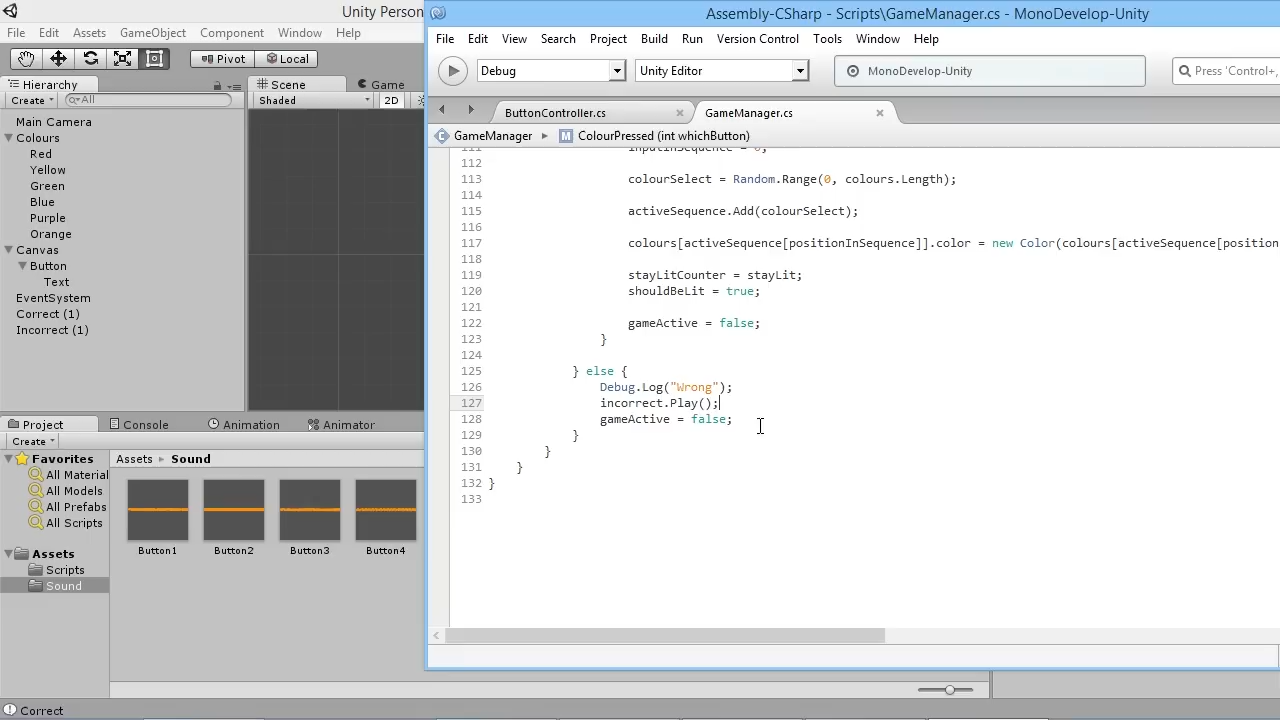 Unity Person
Assembly-CSharp - Scripts\GameManager.cs - MonoDevelop-Unity
File Edit Assets GameObject Component Window Help
File Edit View Search Project Build Run Version Control Tools Window Help
Pivot Local
Debug Unity Editor MonoDevelop-Unity Press 'Control+,
Hierarchy
Scene Game
Create All
Shaded 2D
ButtonController.cs GameManager.cs
GameManager ColourPressed (int whichButton)
Main Camera
Colours
Red
Yellow
Green
Blue
Purple
Orange
Canvas
Button
Text
EventSystem
Correct (1)
Incorrect (1)
111 inputInSequence = 0;
112
113 colourSelect = Random.Range(0, colours.Length);
114
115 activeSequence.Add(colourSelect);
116
117 colours[activeSequence[positionInSequence]].color = new Color(colours[activeSequence[position
118
119 stayLitCounter = stayLit;
120 shouldBeLit = true;
121
122 gameActive = false;
123 }
124
125 } else {
126 Debug.Log("Wrong");
127 incorrect.Play();
128 gameActive = false;
129 }
130 }
131 }
132 }
133
Project Console Animation Animator
Create
Favorites
All Material
All Models
All Prefabs
All Scripts
Assets
Scripts
Sound
Assets Sound
Button1 Button2 Button3 Button4
Correct